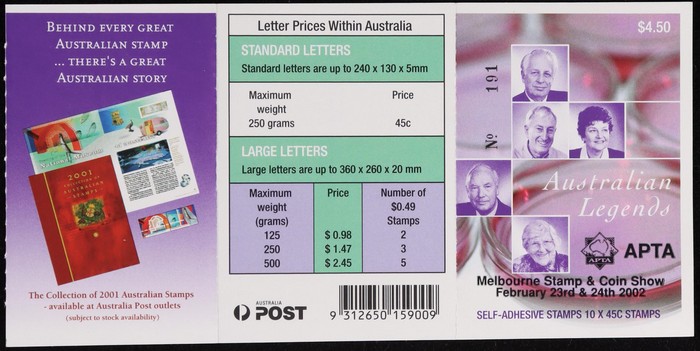 BEHIND EVERY GREAT
AUSTRALIAN STAMP
... THERE'S A GREAT
AUSTRALIAN STORY
National Museum
2001
AUSTRALIAN
STAMPS
The Collection of 2001 Australian Stamps
- available at Australia Post outlets
(subject to stock availability)
Letter Prices Within Australia
STANDARD LETTERS
Standard letters are up to 240 x 130 x 5mm
Maximum weight Price
250 grams 45c
LARGE LETTERS
Large letters are up to 360 x 260 x 20 mm
Maximum weight (grams) Price Number of $0.49 Stamps
125 $ 0.98 2
250 $ 1.47 3
500 $ 2.45 5
AUSTRALIA
POST
9 312650 159009
$4.50
No 191
Australian
Legends
APTA
APTA
Melbourne Stamp & Coin Show
February 23rd & 24th 2002
SELF-ADHESIVE STAMPS 10 X 45C STAMPS